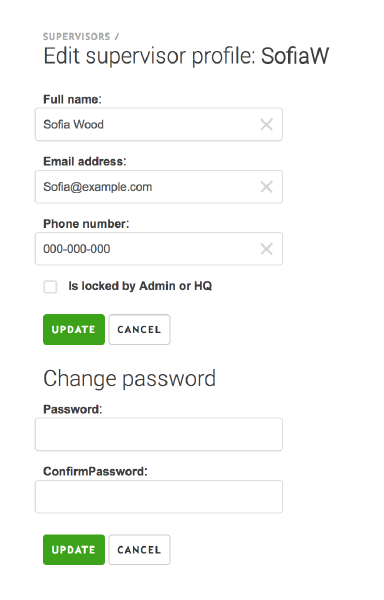 SUPERVISORS /
Edit supervisor profile: SofiaW
Full name:
Sofia Wood
Email address:
Sofia@example.com
Phone number:
000-000-000
Is locked by Admin or HQ
UPDATE CANCEL
Change password
Password:
ConfirmPassword:
UPDATE CANCEL